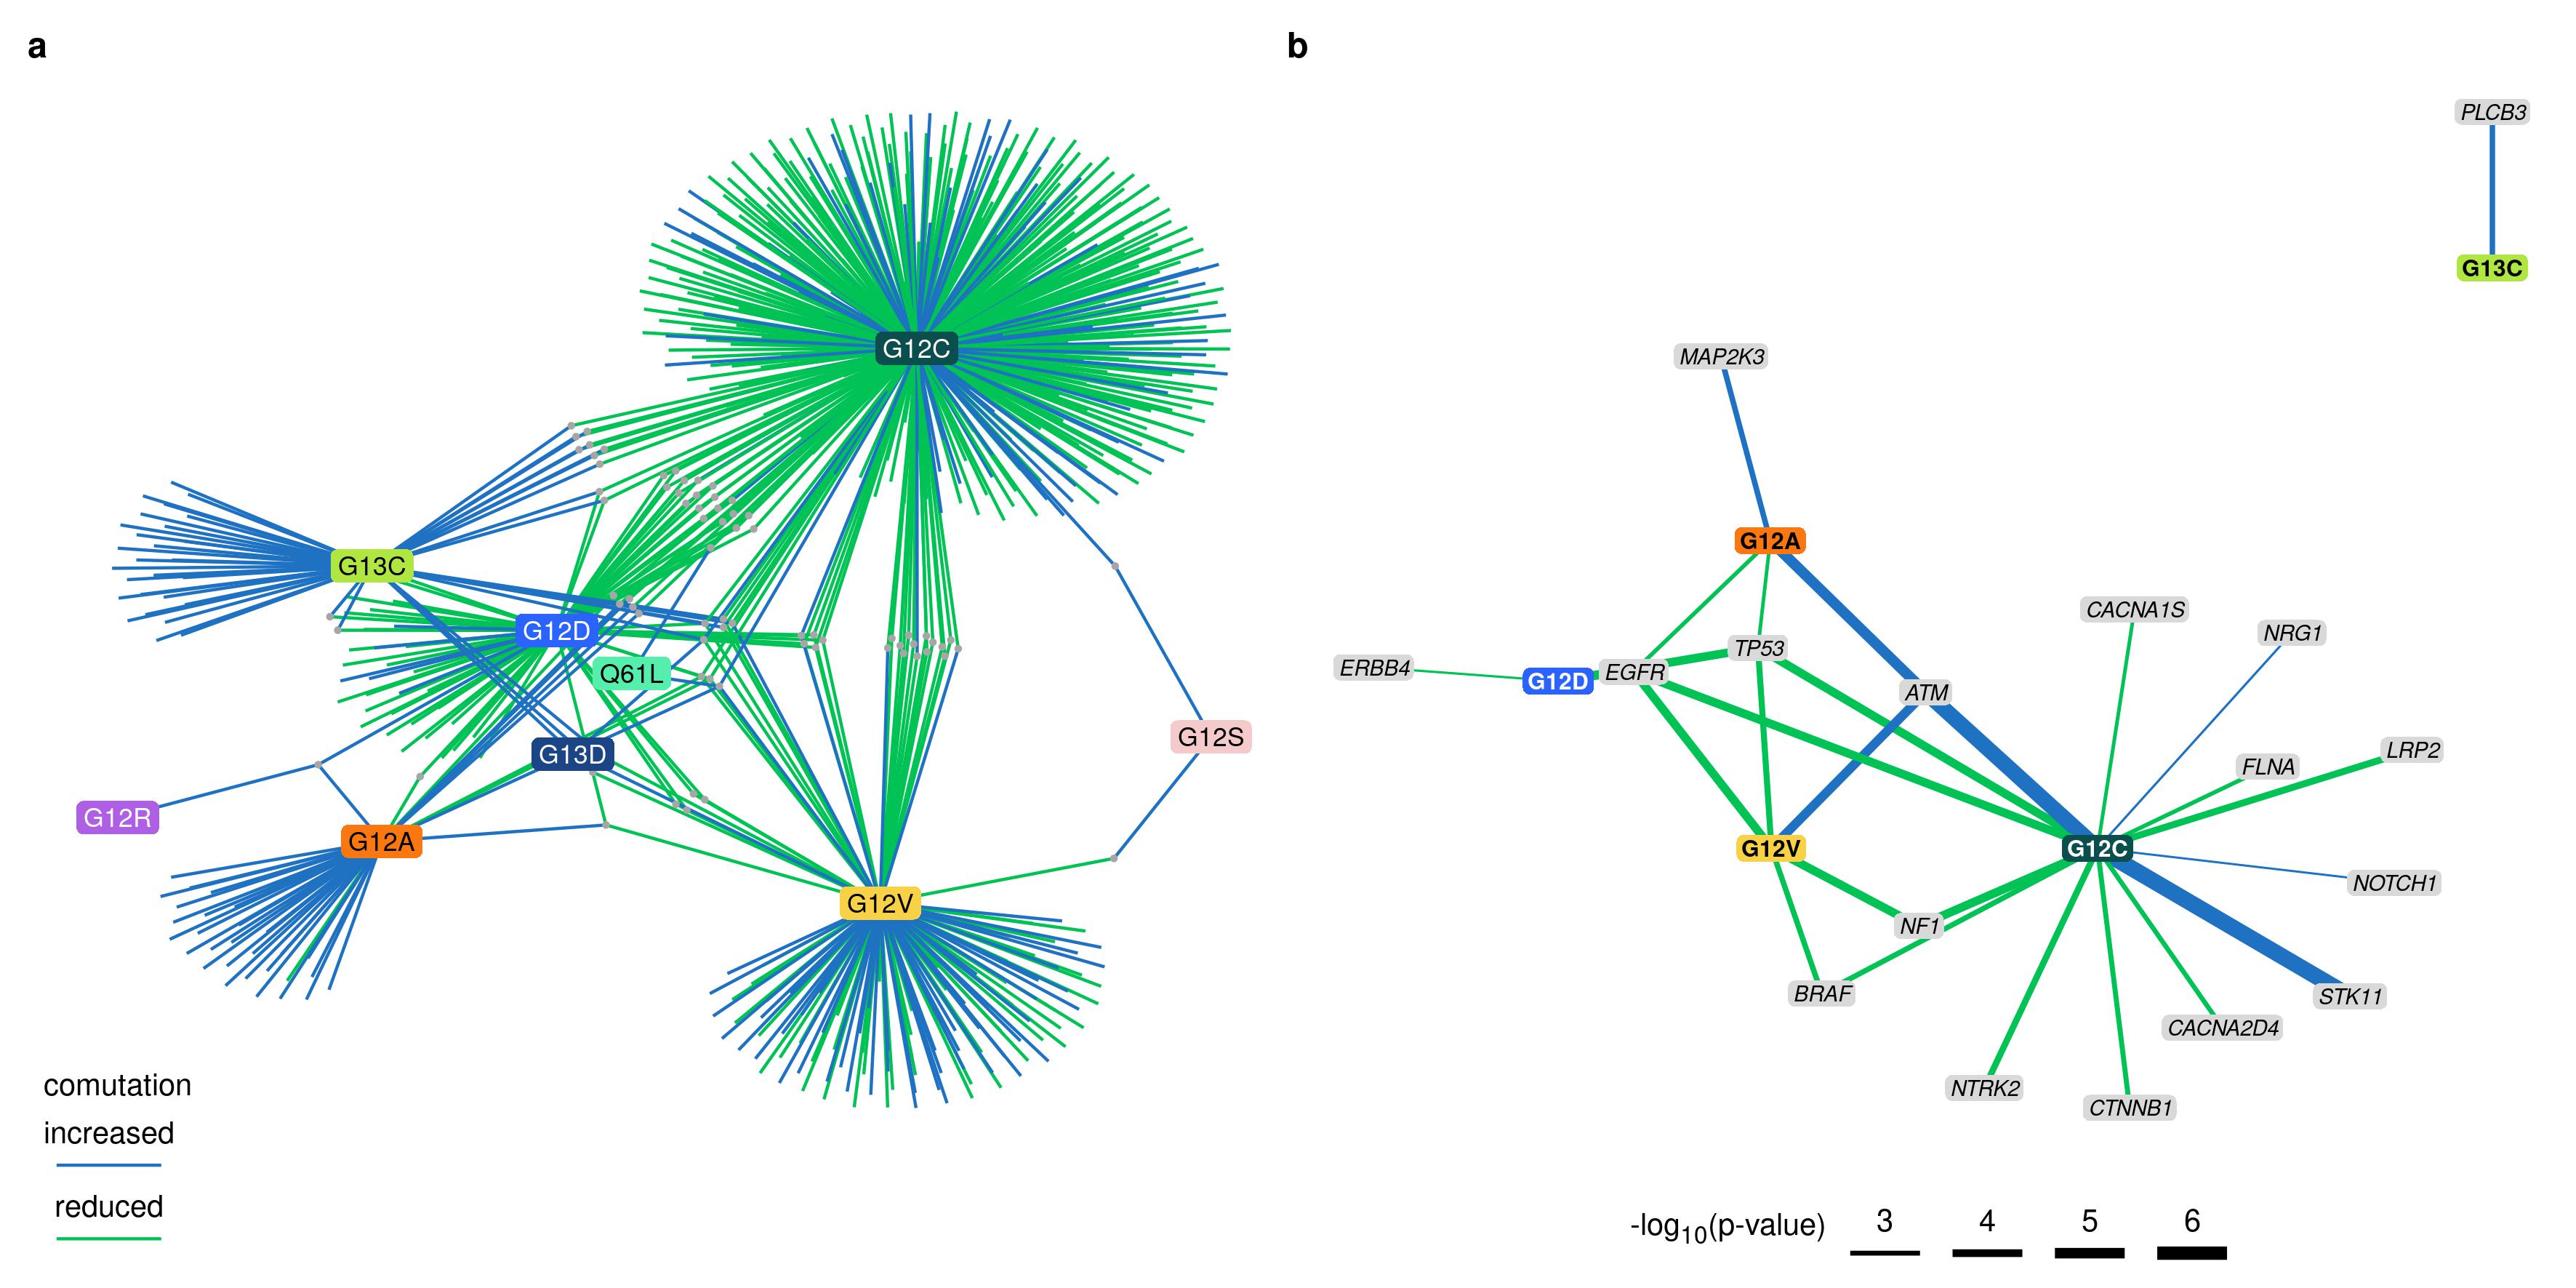 a
G12C
G13C
G12D
Q61L
G12S
G13D
G12R
G12A
G12V
comutation
increased
reduced
b
PLCB3
G13C
MAP2K3
G12A
CACNA1S
NRG1
TP53
ERBB4
G12D
EGFR
ATM
LRP2
FLNA
G12V
G12C
NOTCH1
NF1
BRAF
STK11
CACNA2D4
NTRK2
CTNNB1
-log10(p-value) 3 4 5 6